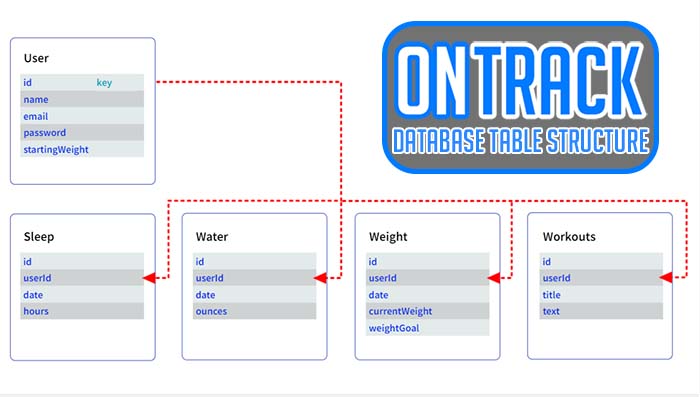 ONTRACK
DATABASE TABLE STRUCTURE
User
id key
name
email
password
startingWeight
Sleep
id
userId
date
hours
Water
id
userId
date
ounces
Weight
id
userId
date
currentWeight
weightGoal
Workouts
id
userId
title
text